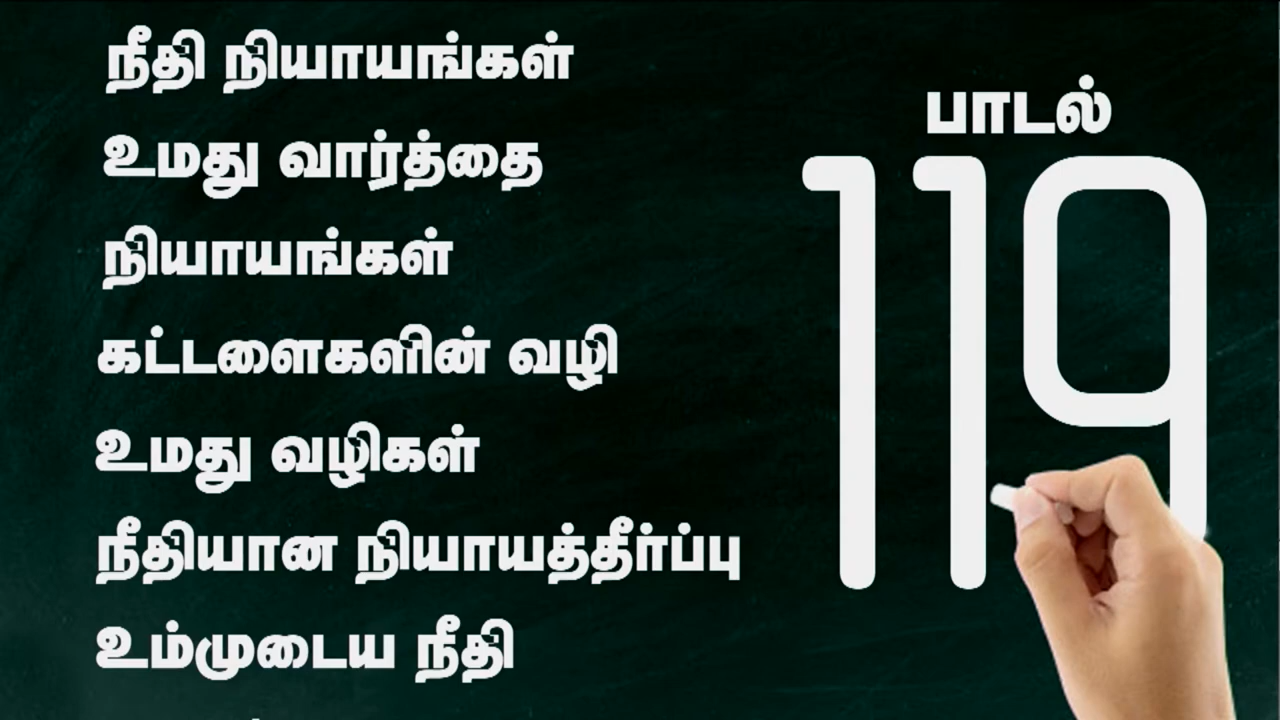 நீதி நியாயங்கள்
உமது வார்த்தை
நியாயங்கள்
கட்டளைகளின் வழி
உமது வழிகள்
நீதியான நியாயத்தீர்ப்பு
உம்முடைய நீதி
பாடல்
119